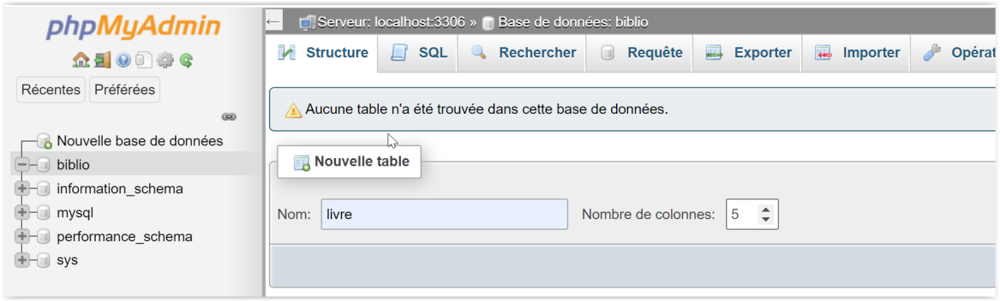 phpMyAdmin
Récentes Préférées
Nouvelle base de données
biblio
information_schema
mysql
performance_schema
sys
Serveur: localhost:3306 » Base de données: biblio
Structure SQL Rechercher Requête Exporter Importer Opérat
Aucune table n'a été trouvée dans cette base de données.
Nouvelle table
Nom: livre Nombre de colonnes: 5